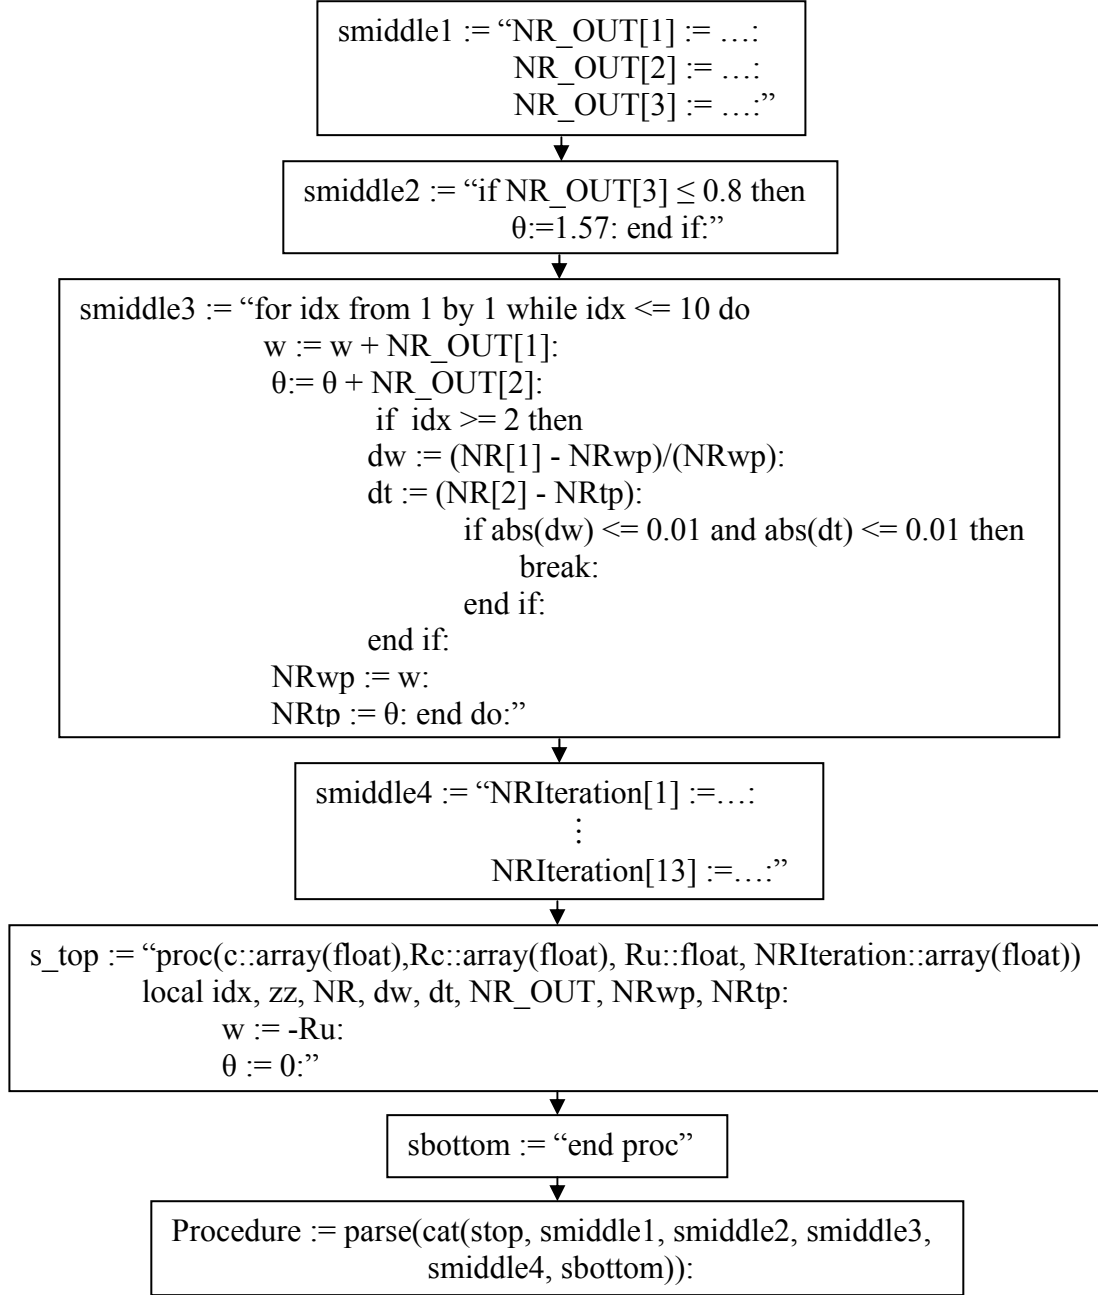 smiddle1 := “NR_OUT[1] := …:
NR_OUT[2] := …:
NR_OUT[3] := …:”
smiddle2 := “if NR_OUT[3] ≤ 0.8 then
θ:=1.57: end if:”
smiddle3 := “for idx from 1 by 1 while idx <= 10 do
w := w + NR_OUT[1]:
θ:= θ + NR_OUT[2]:
if idx >= 2 then
dw := (NR[1] - NRwp)/(NRwp):
dt := (NR[2] - NRtp):
if abs(dw) <= 0.01 and abs(dt) <= 0.01 then
break:
end if:
end if:
NRwp := w:
NRtp := θ: end do:”
smiddle4 := “NRIteration[1] :=…:
⋮
NRIteration[13] :=…:”
s_top := “proc(c::array(float),Rc::array(float), Ru::float, NRIteration::array(float))
local idx, zz, NR, dw, dt, NR_OUT, NRwp, NRtp:
w := -Ru:
θ := 0:”
sbottom := “end proc”
Procedure := parse(cat(stop, smiddle1, smiddle2, smiddle3,
smiddle4, sbottom)):